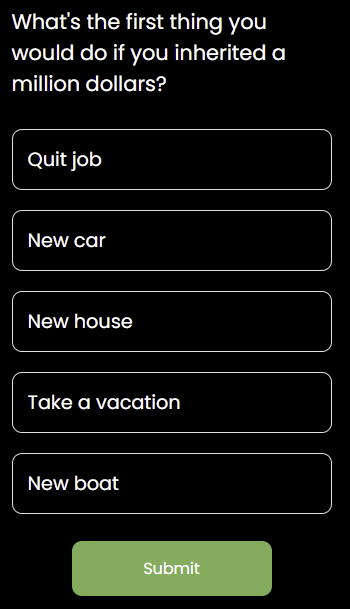 What's the first thing you
would do if you inherited a
million dollars?
Quit job
New car
New house
Take a vacation
New boat
Submit